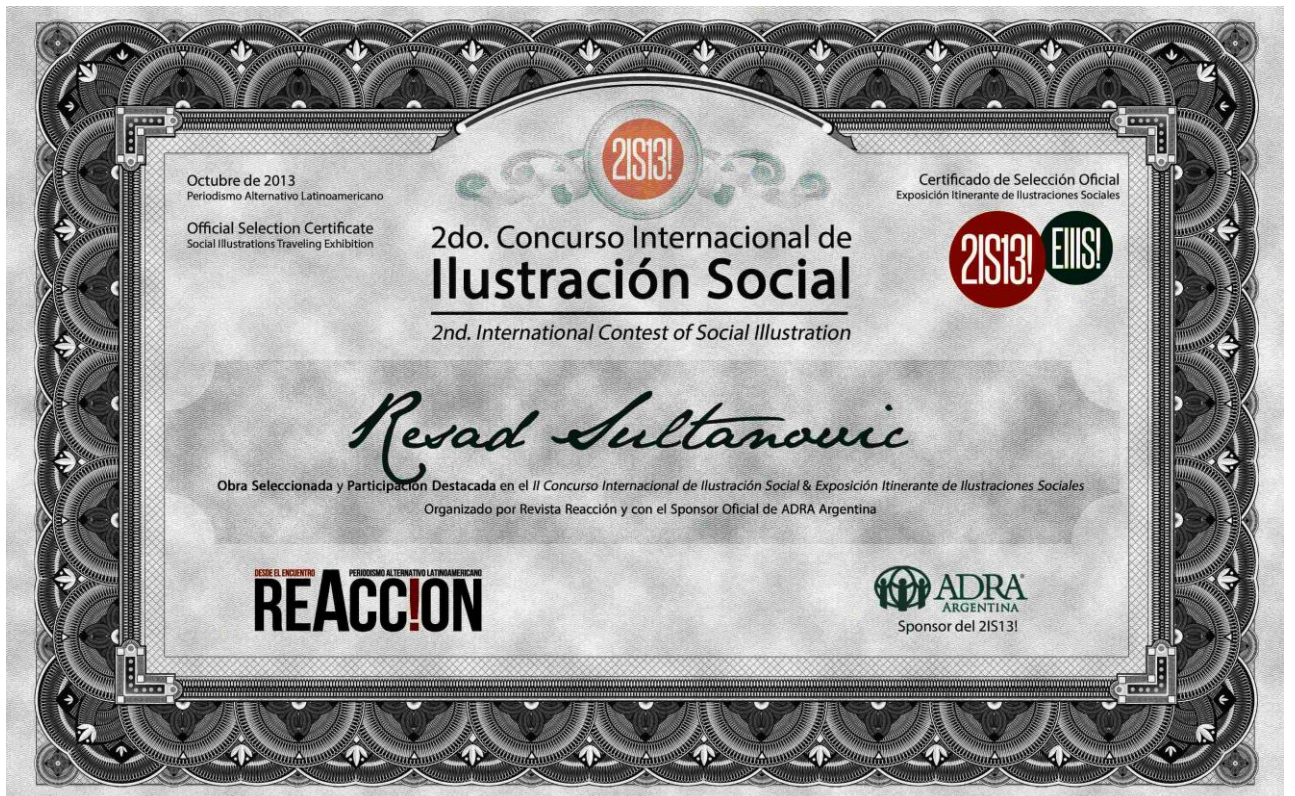 2IS13!
Octubre de 2013
Periodismo Alternativo Latinoamericano
Official Selection Certificate
Social Illustrations Traveling Exhibition
Certificado de Selección Oficial
Exposición Itinerante de Ilustraciones Sociales
2IS13!
EIIS!
2do. Concurso Internacional de
Ilustración Social
2nd. International Contest of Social Illustration
Resad Sultanovic
Obra Seleccionada y Participación Destacada en el II Concurso Internacional de Ilustración Social & Exposición Itinerante de Ilustraciones Sociales
Organizado por Revista Reacción y con el Sponsor Oficial de ADRA Argentina
DESDE EL ENCUENTRO PERIODISMO ALTERNATIVO LATINOAMERICANO
REACC!ON
ADRA
ARGENTINA
Sponsor del 2IS13!